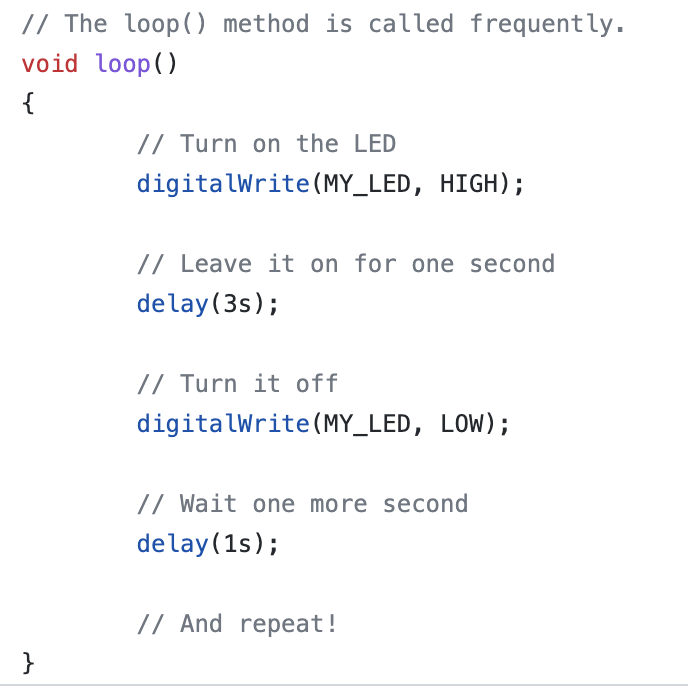 // The loop() method is called frequently.
void loop()
{
// Turn on the LED
digitalWrite(MY_LED, HIGH);
// Leave it on for one second
delay(3s);
// Turn it off
digitalWrite(MY_LED, LOW);
// Wait one more second
delay(1s);
// And repeat!
}